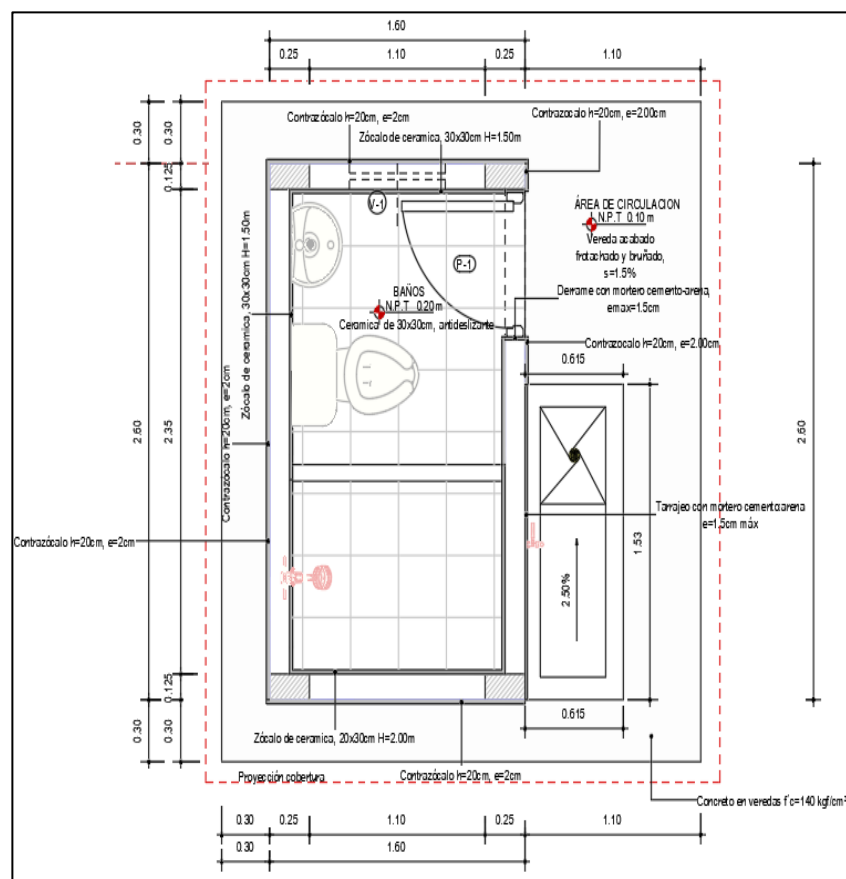 1.60
0.25
1.10
0.25
1.10
0.30
0.30
Contrazócalo h=20cm, e=2cm
Contrazocalo h=20cm, e=2.00cm
Zócalo de ceramica, 30x30cm H=1.50m
0.125
V-1
ÁREA DE CIRCULACION
N.P.T 0.10 m
Vereda acabado
frotachado y bruñado,
s=1.5%
P-1
Zócalo de ceramica, 30x30cm H=1.50m
BAÑOS
N.P.T 0.20 m
Ceramica de 30x30cm, antideslizante
Derrame con mortero cemento-arena,
emax=1.5cm
Contrazocalo h=20cm, e=2.00cm
0.615
Contrazócalo h=20cm, e=2cm
2.60
2.35
2.60
Tarrajeo con mortero cemento:arena
e=1.5cm máx
Contrazócalo h=20cm, e=2cm
1.53
2.50%
0.125
0.615
0.30
0.30
Zócalo de ceramica, 20x30cm H=2.00m
Proyección cobertura
Contrazócalo h=20cm, e=2cm
Concreto en veredas f'c=140 kgf/cm²
0.30
0.25
1.10
0.25
1.10
0.30
1.60